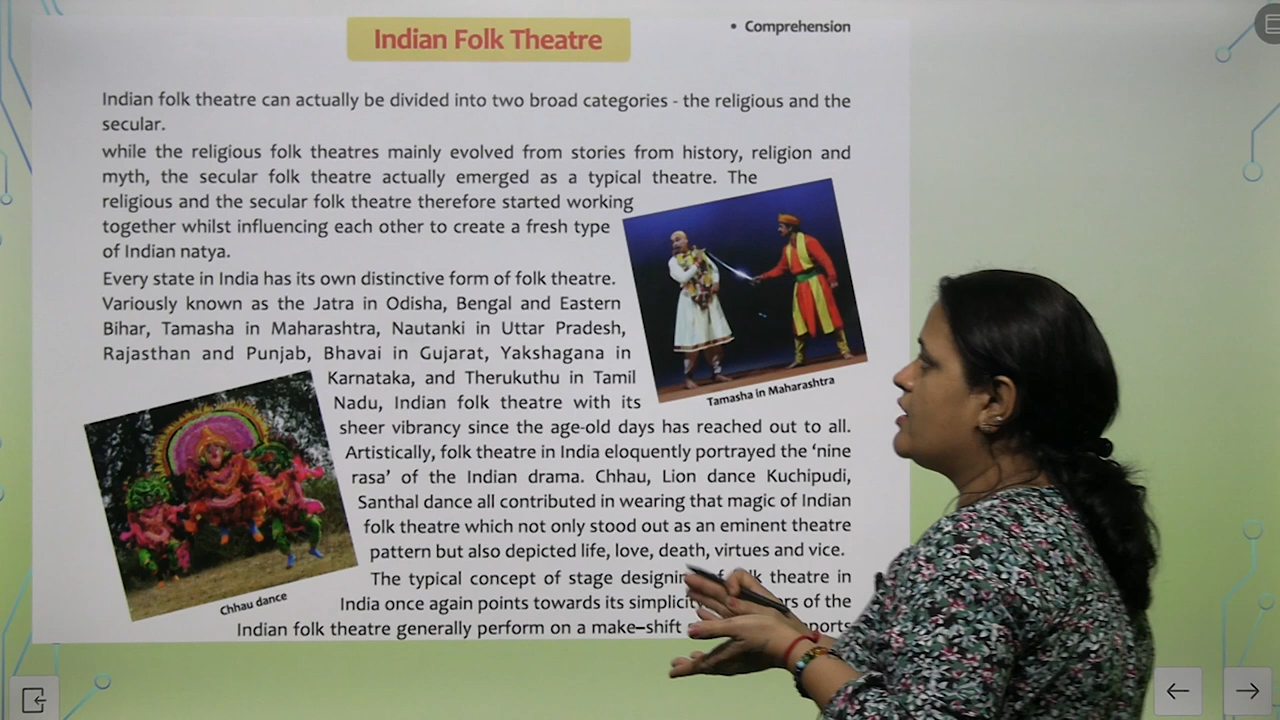 Indian Folk Theatre
• Comprehension
Indian folk theatre can actually be divided into two broad categories - the religious and the
secular.
while the religious folk theatres mainly evolved from stories from history, religion and
myth, the secular folk theatre actually emerged as a typical theatre. The
religious and the secular folk theatre therefore started working
together whilst influencing each other to create a fresh type
of Indian natya.
Every state in India has its own distinctive form of folk theatre.
Variously known as the Jatra in Odisha, Bengal and Eastern
Bihar, Tamasha in Maharashtra, Nautanki in Uttar Pradesh,
Rajasthan and Punjab, Bhavai in Gujarat, Yakshagana in
Karnataka, and Therukuthu in Tamil
Nadu, Indian folk theatre with its
sheer vibrancy since the age-old days has reached out to all.
Artistically, folk theatre in India eloquently portrayed the ‘nine
rasa’ of the Indian drama. Chhau, Lion dance Kuchipudi,
Santhal dance all contributed in wearing that magic of Indian
folk theatre which not only stood out as an eminent theatre
pattern but also depicted life, love, death, virtues and vice.
The typical concept of stage theatre in
India once again points towards its of the
Indian folk theatre generally perform on a make–shift
Tamasha in Maharashtra
Chhau dance